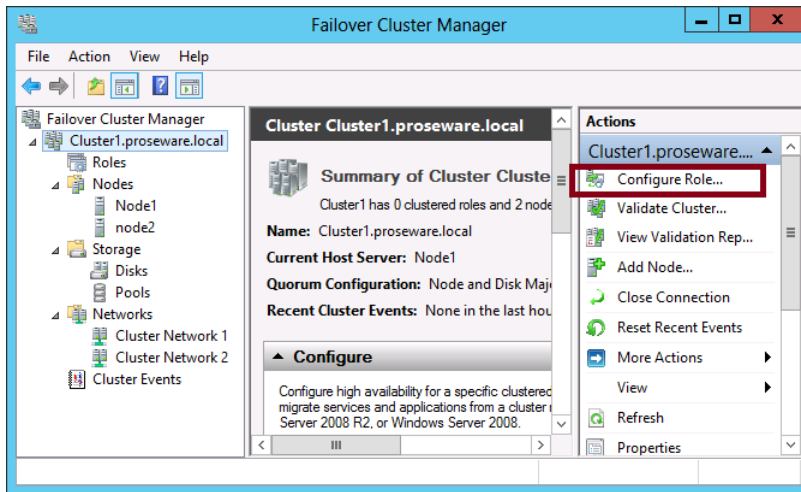 Failover Cluster Manager
File Action View Help
Failover Cluster Manager
Cluster1.proseware.local
Roles
Nodes
Node1
node2
Storage
Disks
Pools
Networks
Cluster Network 1
Cluster Network 2
Cluster Events
Cluster Cluster1.proseware.local
Summary of Cluster Cluste
Cluster1 has 0 clustered roles and 2 node
Name: Cluster1.proseware.local
Current Host Server: Node1
Quorum Configuration: Node and Disk Maj
Recent Cluster Events: None in the last hou
Configure
Configure high availability for a specific clustered
migrate services and applications from a cluster
Server 2008 R2, or Windows Server 2008.
Actions
Cluster1.proseware....
Configure Role...
Validate Cluster...
View Validation Rep...
Add Node...
Close Connection
Reset Recent Events
More Actions
View
Refresh
Properties